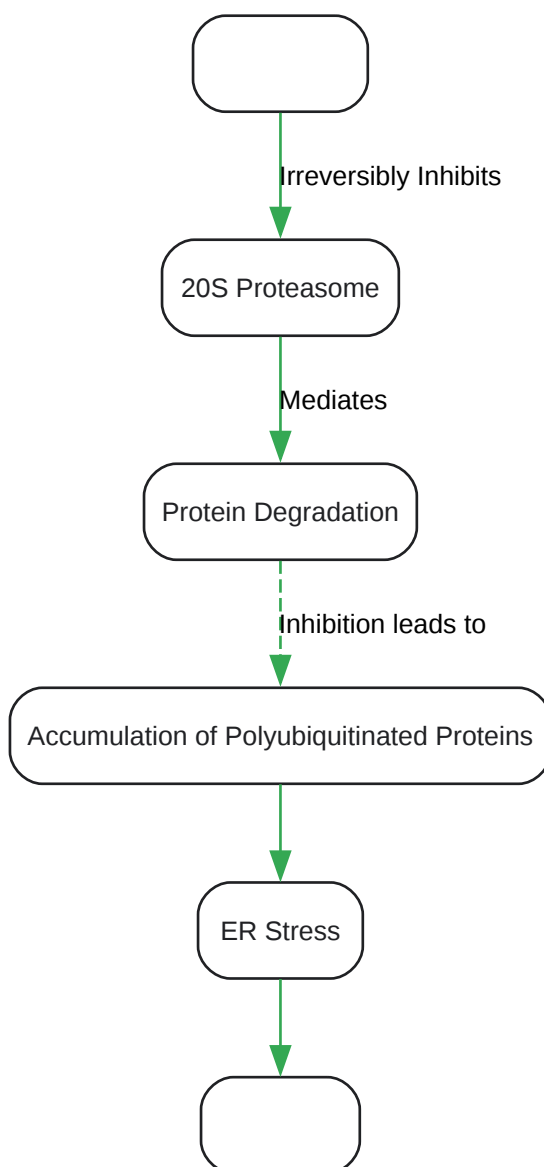 Irreversibly Inhibits
20S Proteasome
Mediates
Protein Degradation
Inhibition leads to
Accumulation of Polyubiquitinated Proteins
ER Stress